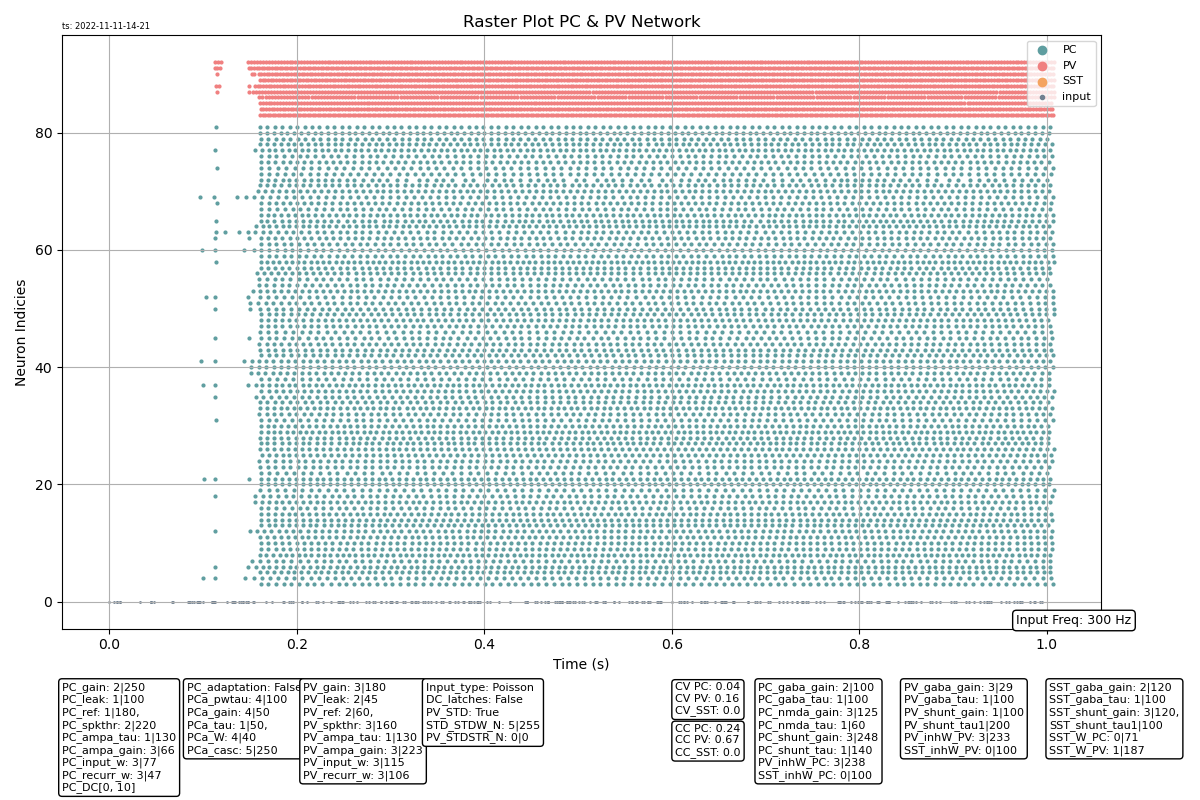 ts: 2022-11-11-14-21
Raster Plot PC & PV Network
PC
PV
SST
input
Neuron Indicies
80
60
40
20
0
0.0
0.2
0.4
0.6
0.8
1.0
Input Freq: 300 Hz
Time (s)
PC_gain: 2|250
PC_leak: 1|100
PC_ref: 1|180,
PC_spkthr: 2|220
PC_ampa_tau: 1|130
PC_ampa_gain: 3|66
PC_input_w: 3|77
PC_recurr_w: 3|47
PC_DC[0, 10]
PC_adaptation: False
PCa_pwtau: 4|100
PCa_gain: 4|50
PCa_tau: 1|50,
PCa_W: 4|40
PCa_casc: 5|250
PV_gain: 3|180
PV_leak: 2|45
PV_ref: 2|60,
PV_spkthr: 3|160
PV_ampa_tau: 1|130
PV_ampa_gain: 3|223
PV_input_w: 3|115
PV_recurr_w: 3|106
Input_type: Poisson
DC_latches: False
PV_STD: True
STD_STDW_N: 5|255
PV_STDSTR_N: 0|0
CV PC: 0.04
CV PV: 0.16
CV_SST: 0.0
CC PC: 0.24
CC PV: 0.67
CC_SST: 0.0
PC_gaba_gain: 2|100
PC_gaba_tau: 1|100
PC_nmda_gain: 3|125
PC_nmda_tau: 1|60
PC_shunt_gain: 3|248
PC_shunt_tau: 1|140
PV_inhW_PC: 3|238
SST_inhW_PC: 0|100
PV_gaba_gain: 3|29
PV_gaba_tau: 1|100
PV_shunt_gain: 1|100
PV_shunt_tau1|200
PV_inhW_PV: 3|233
SST_inhW_PV: 0|100
SST_gaba_gain: 2|120
SST_gaba_tau: 1|100
SST_shunt_gain: 3|120,
SST_shunt_tau1|100
SST_W_PC: 0|71
SST_W_PV: 1|187